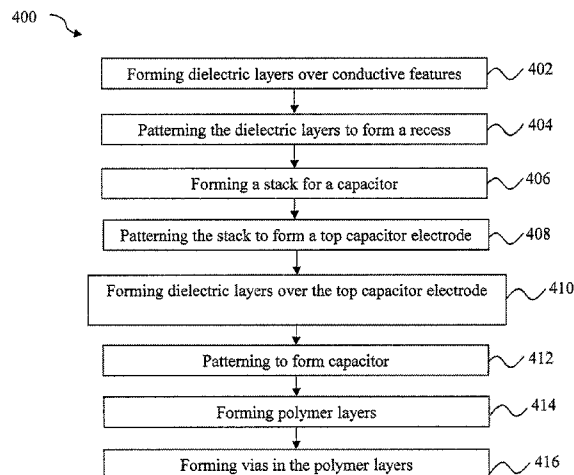 400
Forming dielectric layers over conductive features 402
Patterning the dielectric layers to form a recess 404
Forming a stack for a capacitor 406
Patterning the stack to form a top capacitor electrode 408
Forming dielectric layers over the top capacitor electrode 410
Patterning to form capacitor 412
Forming polymer layers 414
Forming vias in the polymer layers 416